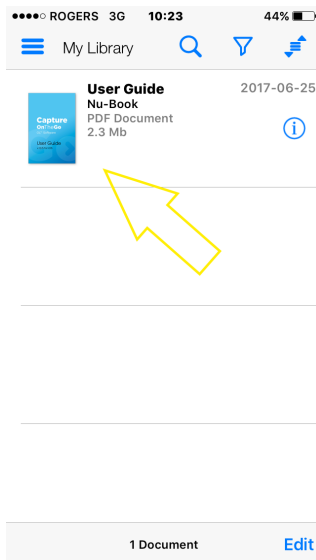 ROGERS 3G 10:23 44%
My Library
User Guide 2017-06-25
Nu-Book
PDF Document
2.3 Mb
Capture
OnTheGo
User Guide
1 Document Edit